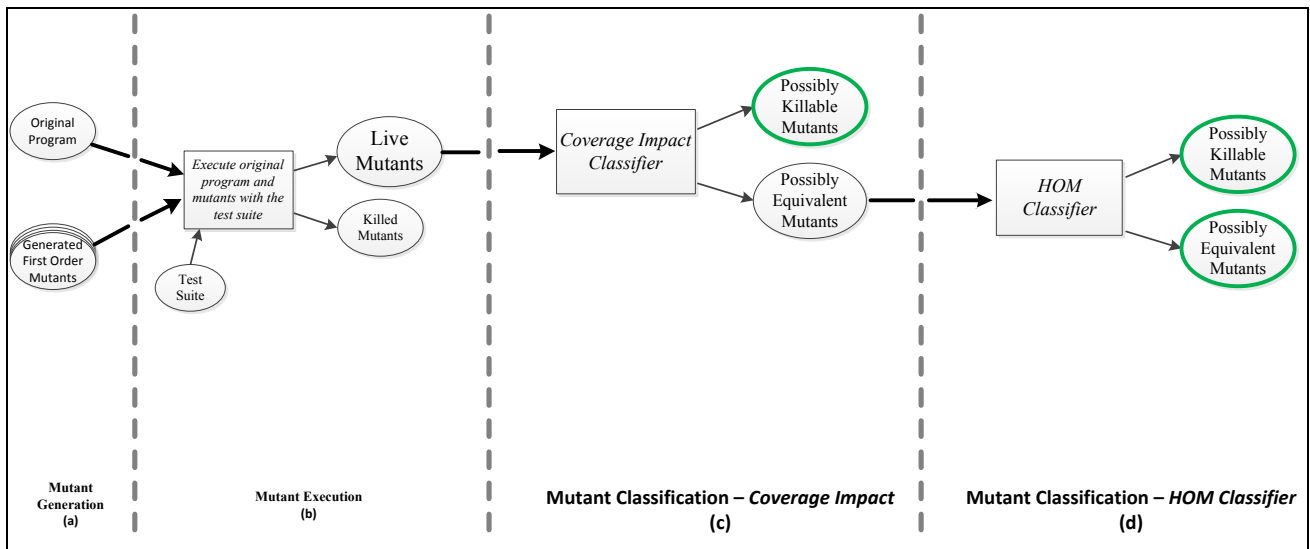 Original
Program
Generated
First Order
Mutants
Mutant
Generation
(a)
Execute original
program and
mutants with the
test suite
Test
Suite
Live
Mutants
Killed
Mutants
Mutant Execution
(b)
Coverage Impact
Classifier
Possibly
Killable
Mutants
Possibly
Equivalent
Mutants
Mutant Classification – Coverage Impact
(c)
HOM
Classifier
Possibly
Killable
Mutants
Possibly
Equivalent
Mutants
Mutant Classification – HOM Classifier
(d)